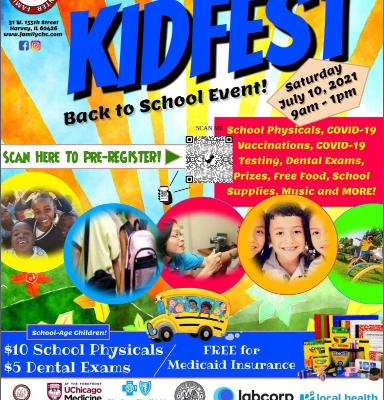 31 W. 155th Street
Harvey, IL 60426
www.familychc.com
KIDFEST
Back to School Event!
Saturday
July 10, 2021
9am - 1pm
SCAN ME
SCAN HERE TO PRE-REGISTER!
School Physicals, COVID-19
Vaccinations, COVID-19
Testing, Dental Exams,
Prizes, Free Food, School
Supplies, Music and MORE!
School-Age Children!
$10 School Physicals
$5 Dental Exams
FREE for
Medicaid Insurance
AT THE FOREFRONT
UChicago
Medicine
labcorp
local health